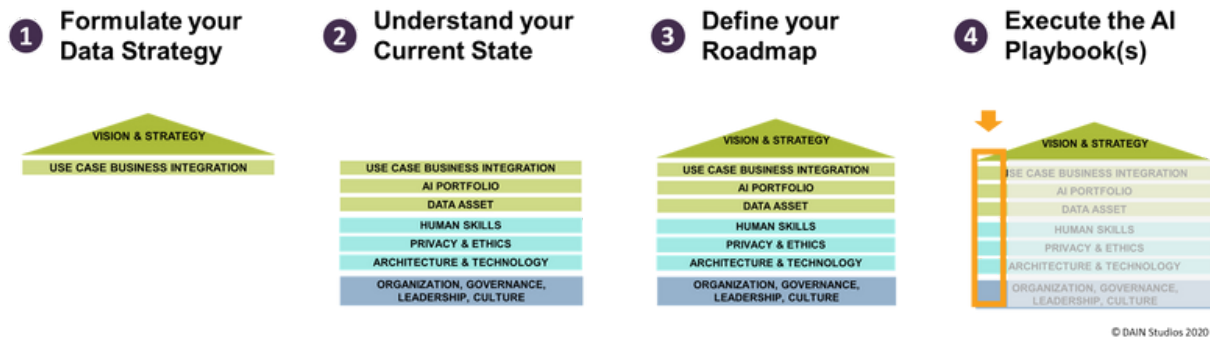 1 Formulate your
Data Strategy
VISION & STRATEGY
USE CASE BUSINESS INTEGRATION
2 Understand your
Current State
USE CASE BUSINESS INTEGRATION
AI PORTFOLIO
DATA ASSET
HUMAN SKILLS
PRIVACY & ETHICS
ARCHITECTURE & TECHNOLOGY
ORGANIZATION, GOVERNANCE,
LEADERSHIP, CULTURE
3 Define your
Roadmap
VISION & STRATEGY
USE CASE BUSINESS INTEGRATION
AI PORTFOLIO
DATA ASSET
HUMAN SKILLS
PRIVACY & ETHICS
ARCHITECTURE & TECHNOLOGY
ORGANIZATION, GOVERNANCE,
LEADERSHIP, CULTURE
4 Execute the AI
Playbook(s)
VISION & STRATEGY
USE CASE BUSINESS INTEGRATION
AI PORTFOLIO
DATA ASSET
HUMAN SKILLS
PRIVACY & ETHICS
ARCHITECTURE & TECHNOLOGY
ORGANIZATION, GOVERNANCE,
LEADERSHIP, CULTURE
© DAIN Studios 2020